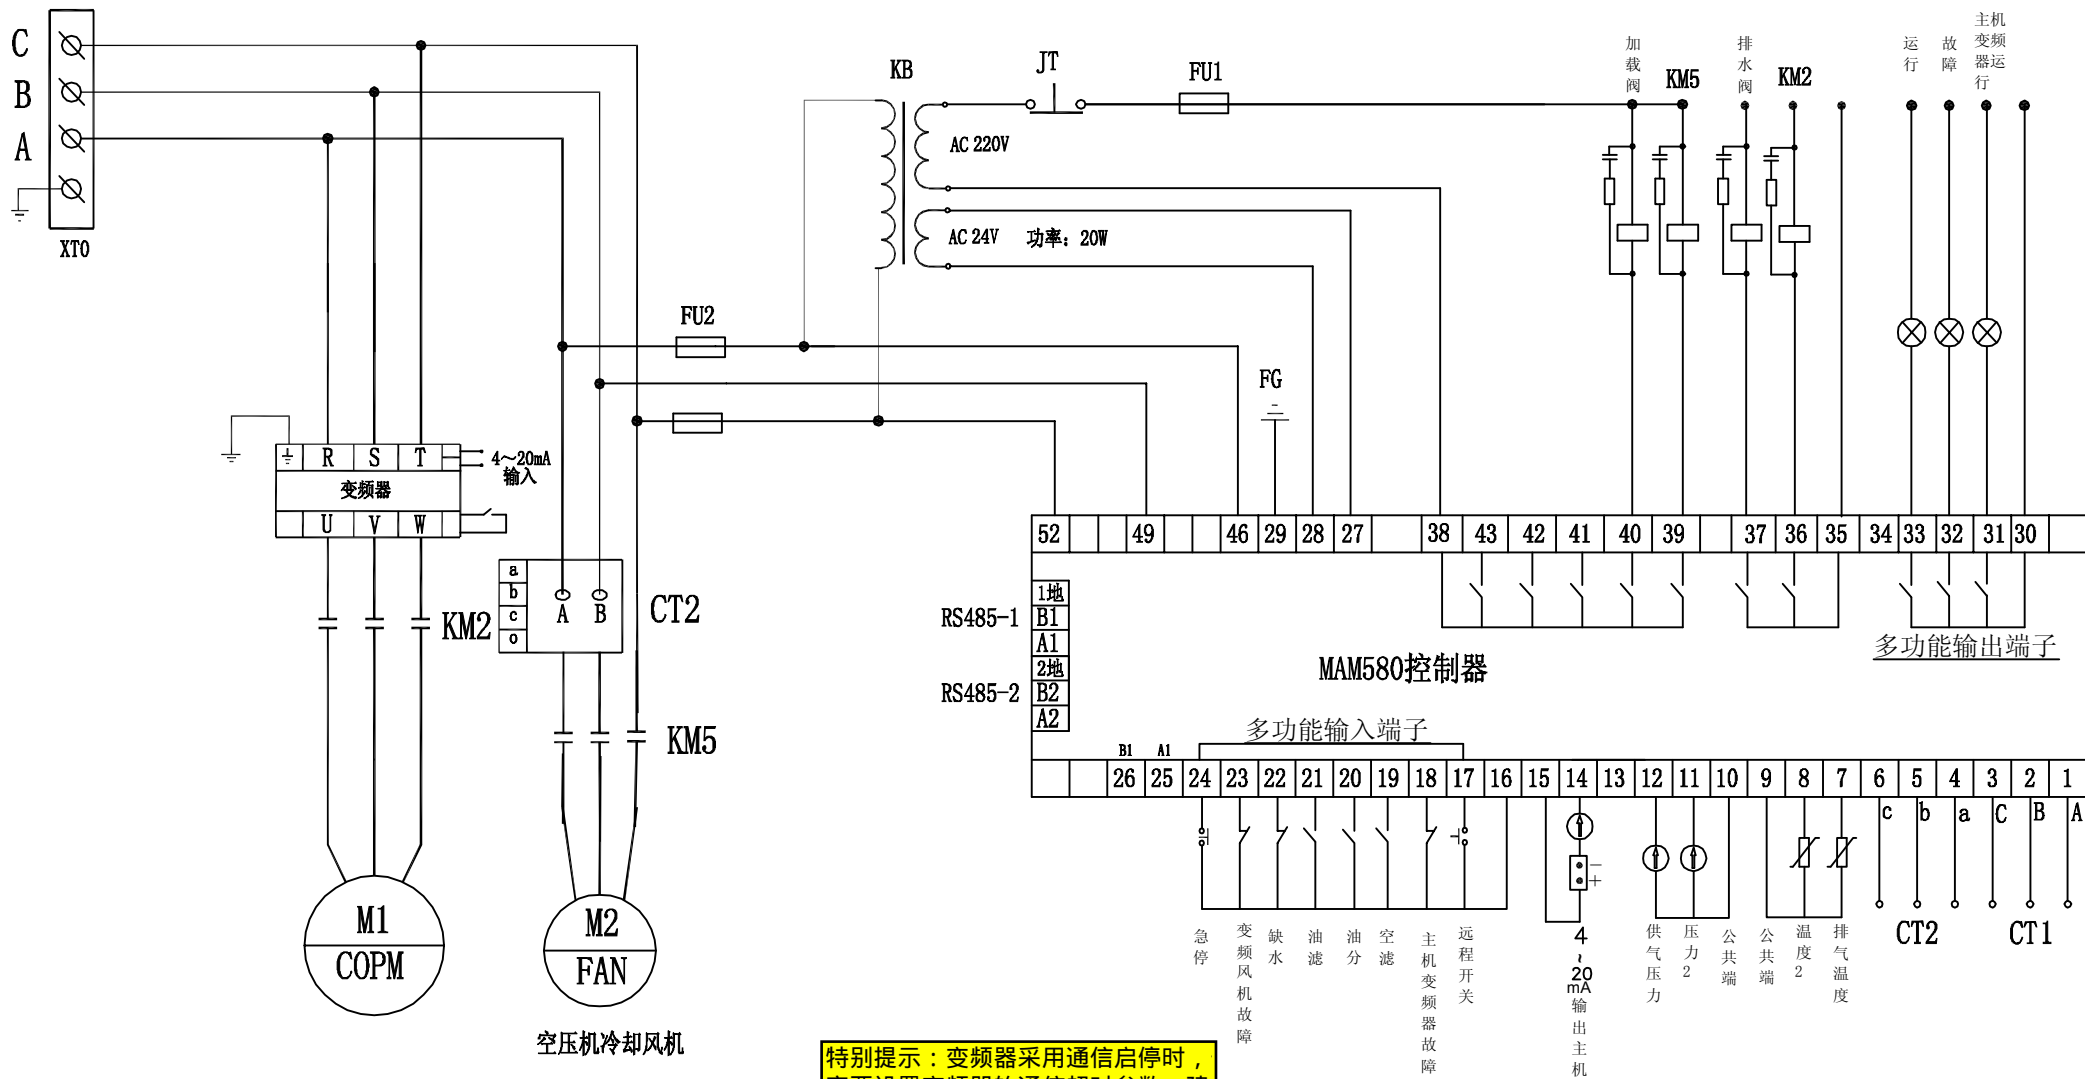 C
B
A
XT0
KB
JT
FU1
AC 220V
AC 24V 功率：20W
加载阀
KM5
排水阀
KM2
运行
故障
主机变频器运行
FU2
FG
R S T
4～20mA
输入
变频器
U V W
KM2
a
b
c
o
A B
CT2
KM5
M1
COPM
M2
FAN
空压机冷却风机
52 49 46 29 28 27 38 43 42 41 40 39 37 36 35 34 33 32 31 30
1地
RS485-1 B1
A1
2地
RS485-2 B2
A2
MAM580控制器
多功能输出端子
多功能输入端子
B1 A1
26 25 24 23 22 21 20 19 18 17 16 15 14 13 12 11 10 9 8 7 6 5 4 3 2 1
c b a C B A
- 
+
CT2 CT1
急停
变频风机故障
缺水
油滤
油分
空滤
主机变频器故障
远程开关
4~20mA输出主机
供气压力
压力2
公共端
公共端
温度2
排气温度
特别提示：变频器采用通信启停时，